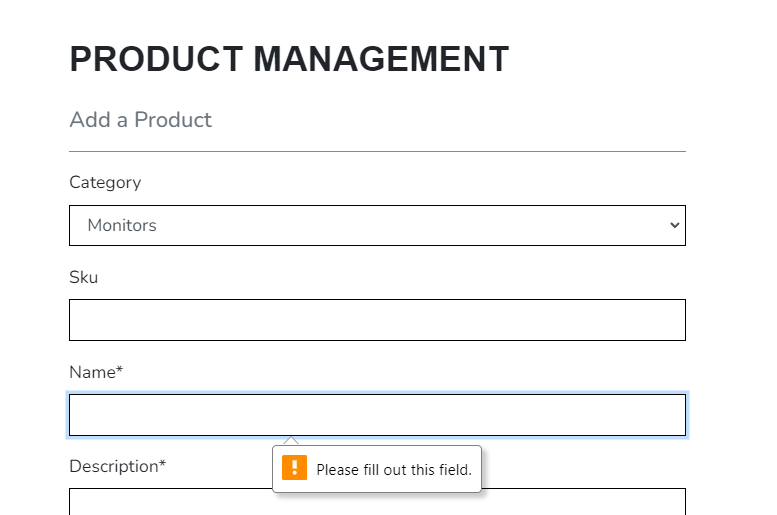 PRODUCT MANAGEMENT
Add a Product
Category
Monitors
Sku
Name*
Please fill out this field.
Description*